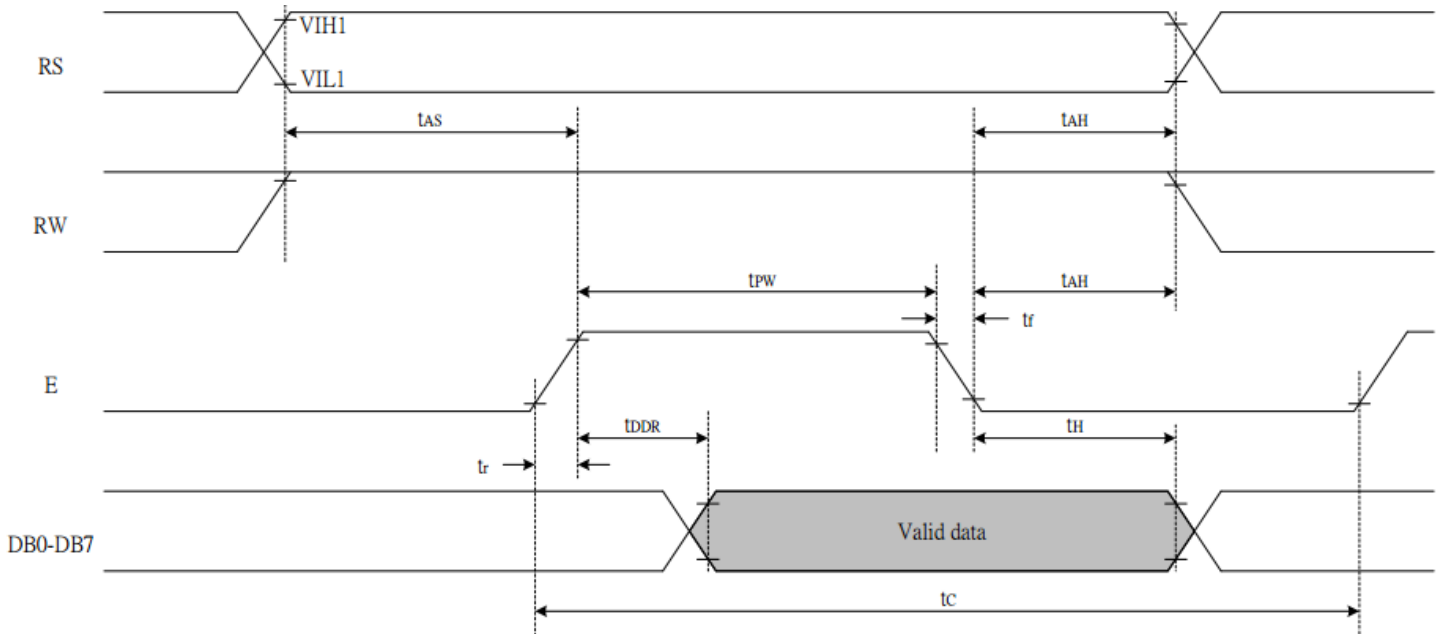 VIH1
RS
VIL1
tAS
tAH
RW
tPW
tAH
tf
E
tDDR
tH
tr
Valid data
DB0-DB7
tC